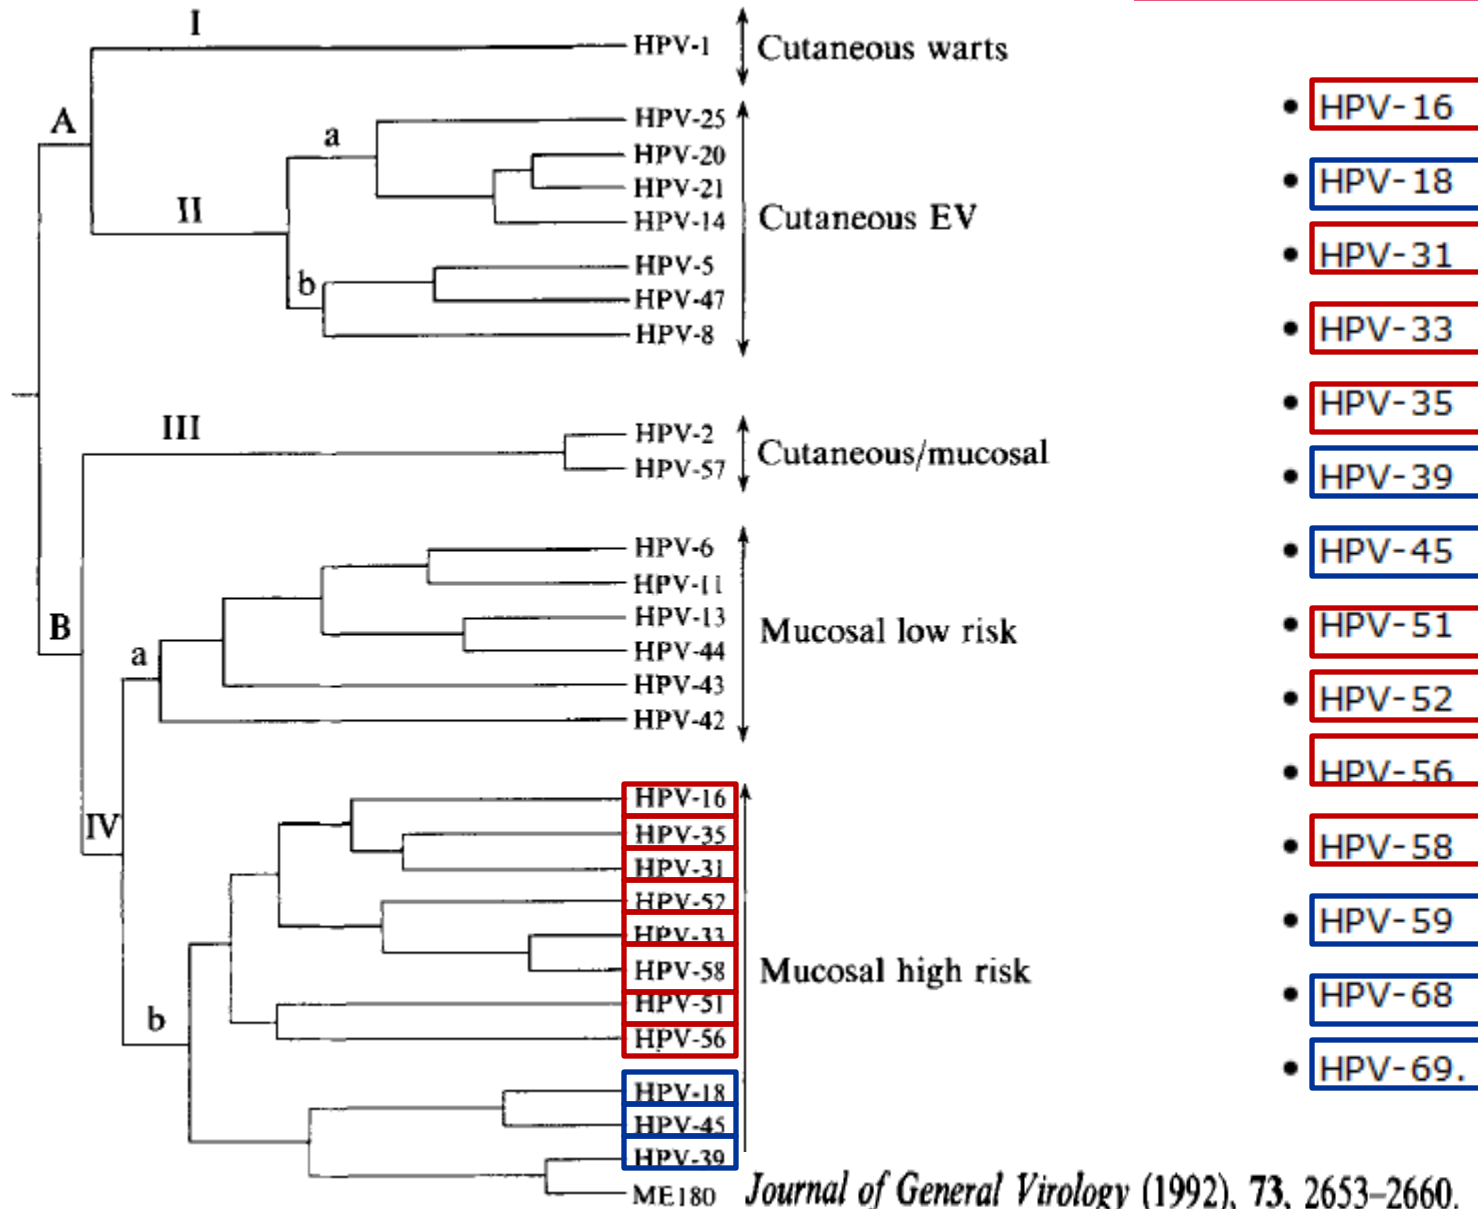 I
HPV-1
Cutaneous warts
A
a
HPV-25
HPV-20
HPV-21
HPV-14
II
Cutaneous EV
b
HPV-5
HPV-47
HPV-8
III
HPV-2
HPV-57
Cutaneous/mucosal
B
a
HPV-6
HPV-11
HPV-13
HPV-44
HPV-43
HPV-42
Mucosal low risk
IV
b
HPV-16
HPV-35
HPV-31
HPV-52
HPV-33
HPV-58
HPV-51
HPV-56
HPV-18
HPV-45
HPV-39
ME180
Mucosal high risk
• HPV-16
• HPV-18
• HPV-31
• HPV-33
• HPV-35
• HPV-39
• HPV-45
• HPV-51
• HPV-52
• HPV-56
• HPV-58
• HPV-59
• HPV-68
• HPV-69.
Journal of General Virology (1992), 73, 2653–2660.